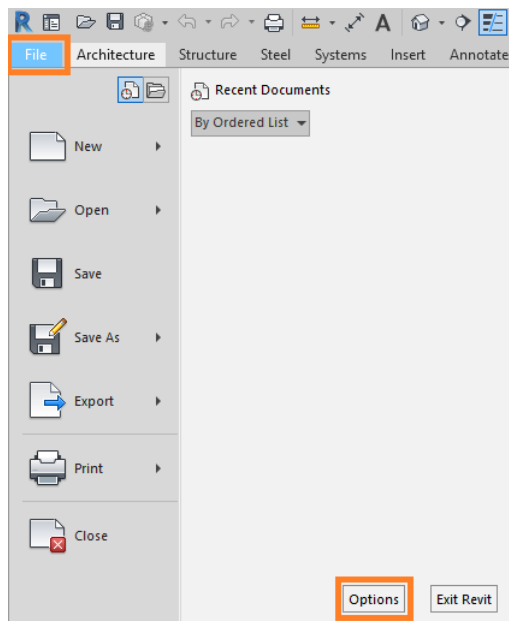 R
A
File Architecture Structure Steel Systems Insert Annotate
Recent Documents
By Ordered List
New
Open
Save
Save As
Export
Print
Close
Options Exit Revit